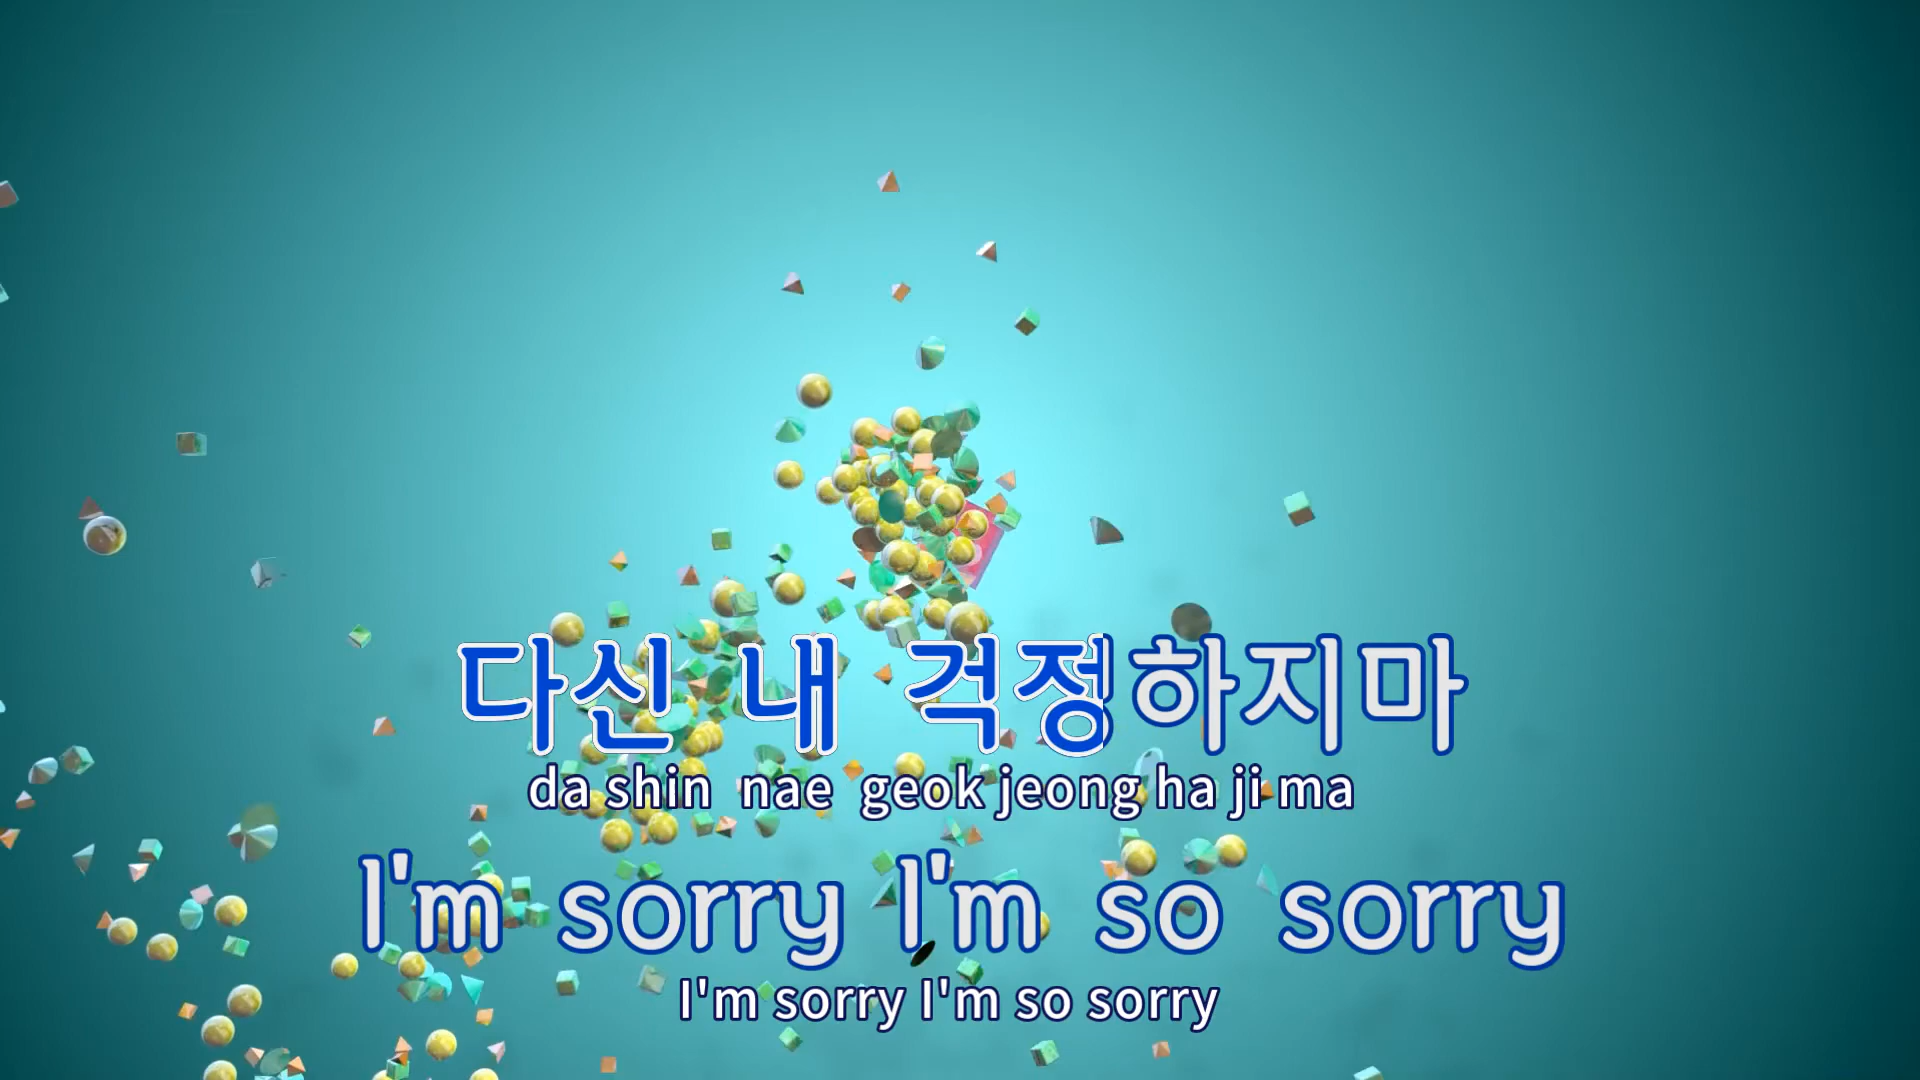 다신 내 걱정하지마
da shin nae geok jeong ha ji ma
I'm sorry I'm so sorry
I'm sorry I'm so sorry